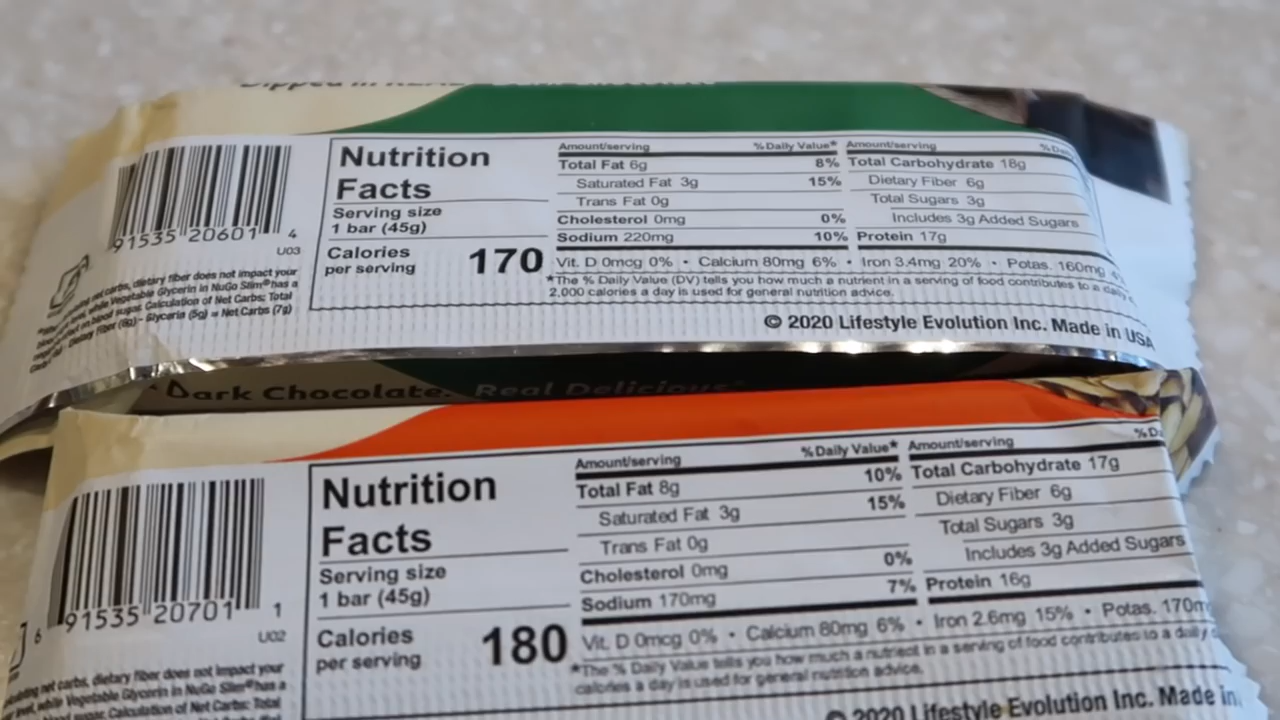 Dipped in REAL
Nutrition
Facts
Serving size
1 bar (45g)
Calories
per serving
170
Amount/serving % Daily Value*
Total Fat 6g 8%
Saturated Fat 3g 15%
Trans Fat 0g
Cholesterol 0mg 0%
Sodium 220mg 10%
Amount/serving % Da
Total Carbohydrate 18g
Dietary Fiber 6g
Total Sugars 3g
Includes 3g Added Sugars
Protein 17g
Vit. D 0mcg 0% • Calcium 80mg 6% • Iron 3.4mg 20% • Potas. 160mg
*The % Daily Value (DV) tells you how much a nutrient in a serving of food contributes to a daily
2,000 calories a day is used for general nutrition advice.
© 2020 Lifestyle Evolution Inc. Made in USA
91535 20601 4
U03
net carbs, dietary fiber does not impact your
while Vegetable Glycerin in NuGo Slim® has a
on blood sugar. Calculation of Net Carbs: Total
Dietary Fiber (6g) - Glycerin (5g) = Net Carbs (7g)
Dark Chocolate. Real Delicious
Nutrition
Facts
Serving size
1 bar (45g)
Calories
per serving
180
Amount/serving % Daily Value*
Total Fat 8g 10%
Saturated Fat 3g 15%
Trans Fat 0g
Cholesterol 0mg 0%
Sodium 170mg 7%
Amount/serving % D
Total Carbohydrate 17g
Dietary Fiber 6g
Total Sugars 3g
Includes 3g Added Sugars
Protein 16g
Vit. D 0mcg 0% • Calcium 80mg 6% • Iron 2.6mg 15% • Potas. 170m
*The % Daily Value tells you how much a nutrient in a serving of food contributes to a daily
calories a day is used for general nutrition advice.
© 2020 Lifestyle Evolution Inc. Made in
6 91535 20701 1
U02
net carbs, dietary fiber does not impact your
level, while Vegetable Glycerin in NuGo Slim® has a
blood sugar. Calculation of Net Carbs: Total